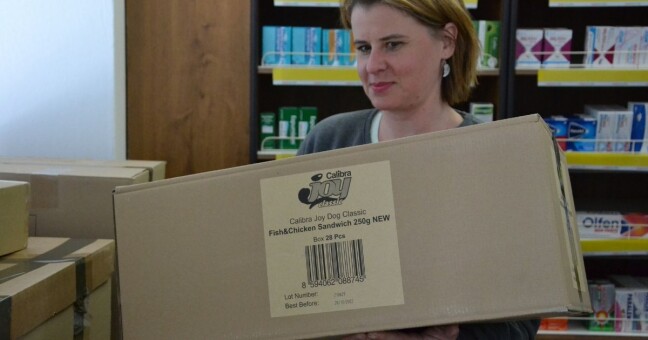 Calibra
Joy
Classic
Calibra Joy Dog Classic
Fish&Chicken Sandwich 250g NEW
Box 28 Pcs
8 594062 086745
Lot Number:
Best Before:
Olfen